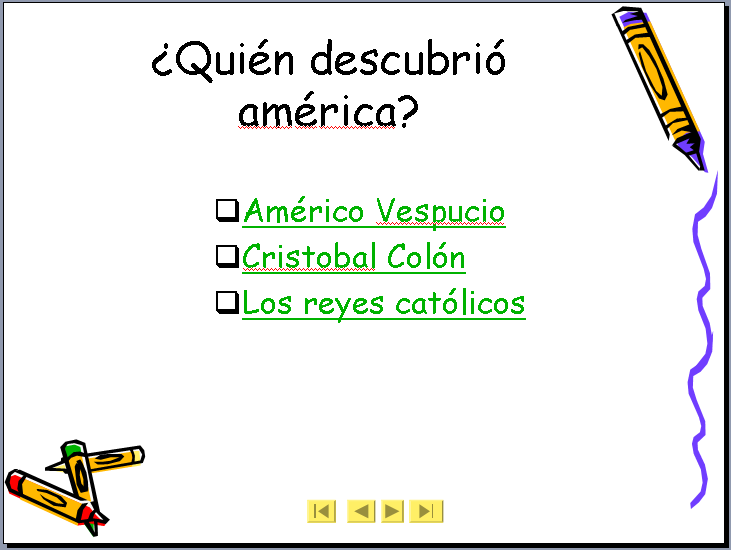 ¿Quién descubrió
américa?
Américo Vespucio
Cristobal Colón
Los reyes católicos